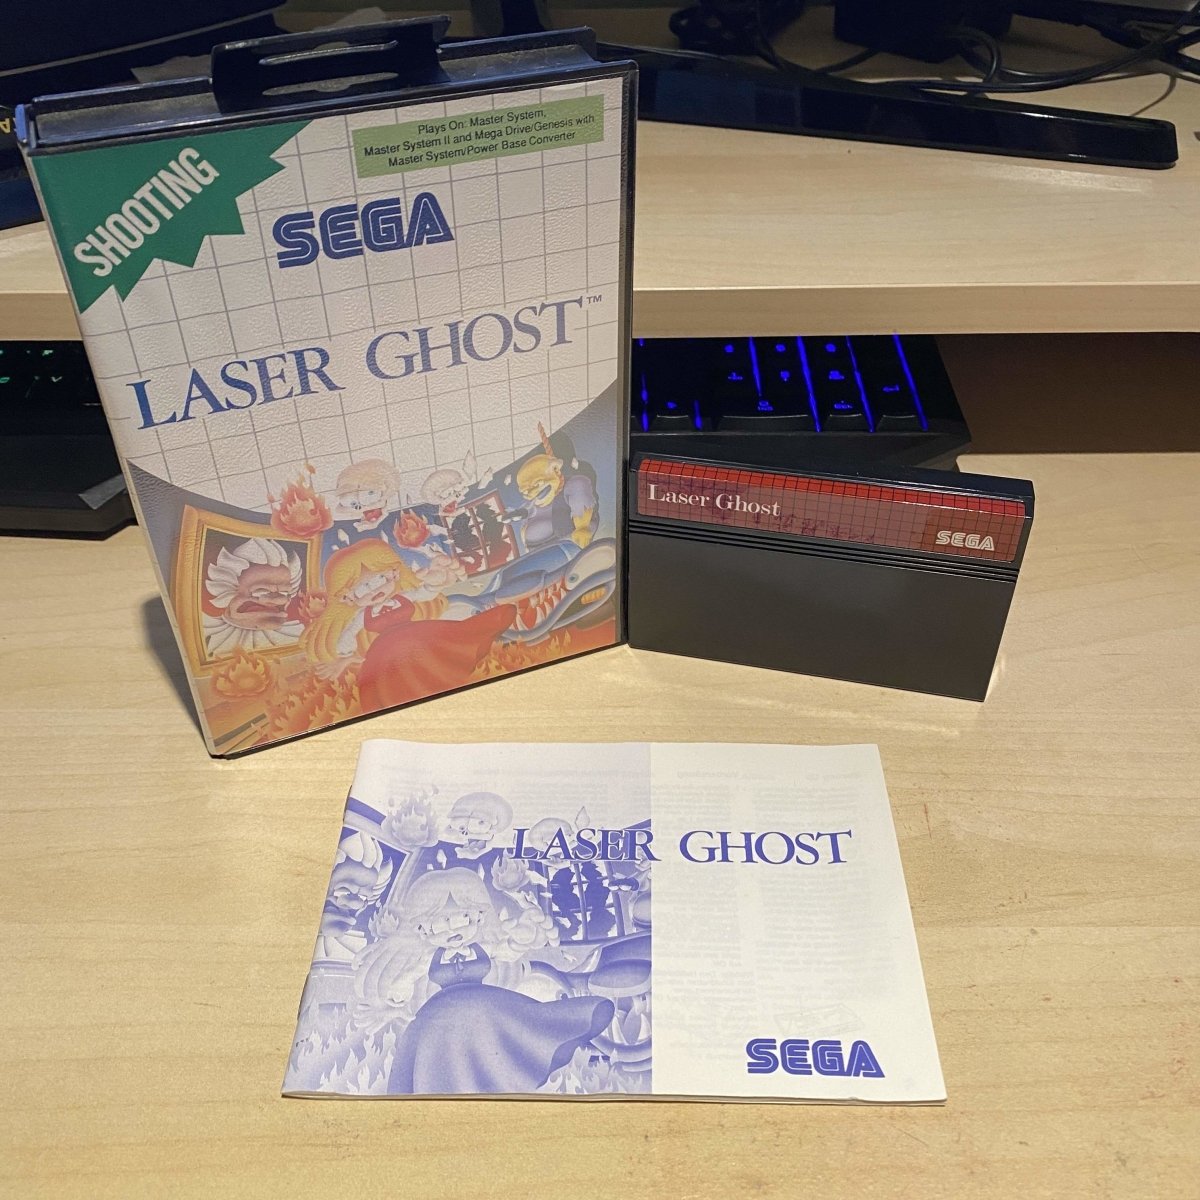 SHOOTING
Plays On: Master System,
Master System II and Mega Drive/Genesis with
Master System/Power Base Converter
SEGA
LASER GHOST™
Laser Ghost
SEGA
LASER GHOST
SEGA